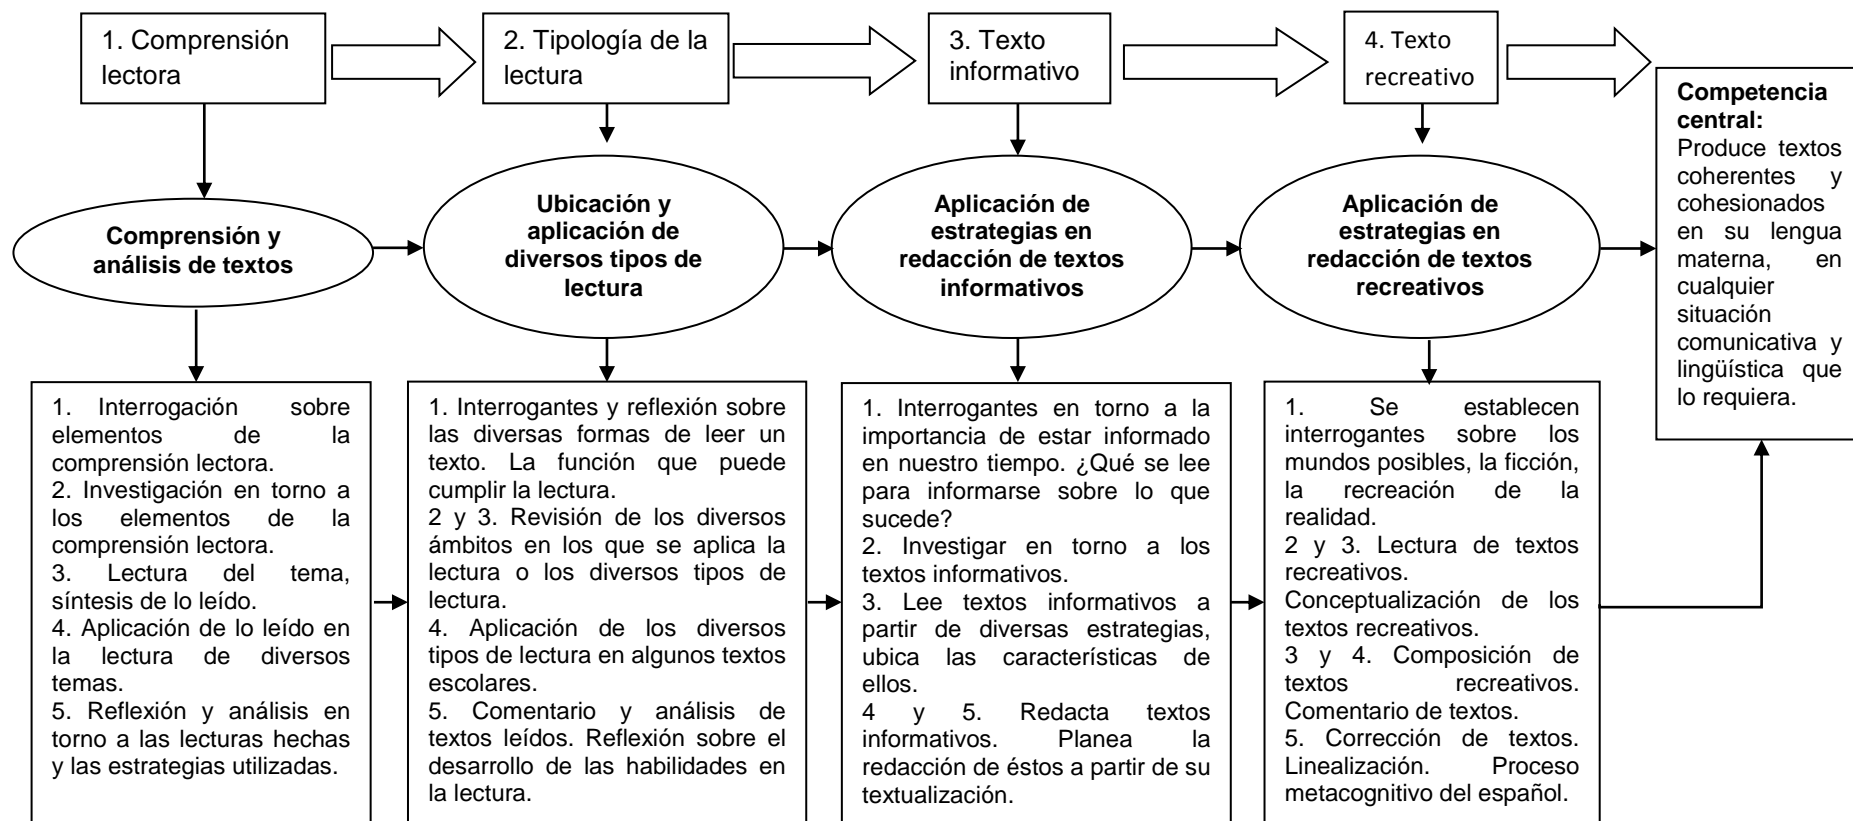 1. Comprensión
lectora
2. Tipología de la
lectura
3. Texto
informativo
4. Texto
recreativo
Competencia
central:
Produce textos
coherentes y
cohesionados
en su lengua
materna, en
cualquier
situación
comunicativa y
lingüística que
lo requiera.
Comprensión y
análisis de textos
Ubicación y
aplicación de
diversos tipos de
lectura
Aplicación de
estrategias en
redacción de textos
informativos
Aplicación de
estrategias en
redacción de textos
recreativos
1. Interrogación sobre
elementos de la
comprensión lectora.
2. Investigación en torno a
los elementos de la
comprensión lectora.
3. Lectura del tema,
síntesis de lo leído.
4. Aplicación de lo leído en
la lectura de diversos
temas.
5. Reflexión y análisis en
torno a las lecturas hechas
y las estrategias utilizadas.
1. Interrogantes y reflexión sobre
las diversas formas de leer un
texto. La función que puede
cumplir la lectura.
2 y 3. Revisión de los diversos
ámbitos en los que se aplica la
lectura o los diversos tipos de
lectura.
4. Aplicación de los diversos
tipos de lectura en algunos textos
escolares.
5. Comentario y análisis de
textos leídos. Reflexión sobre el
desarrollo de las habilidades en
la lectura.
1. Interrogantes en torno a la
importancia de estar informado
en nuestro tiempo. ¿Qué se lee
para informarse sobre lo que
sucede?
2. Investigar en torno a los
textos informativos.
3. Lee textos informativos a
partir de diversas estrategias,
ubica las características de
ellos.
4 y 5. Redacta textos
informativos. Planea la
redacción de éstos a partir de su
textualización.
1. Se establecen
interrogantes sobre los
mundos posibles, la ficción,
la recreación de la
realidad.
2 y 3. Lectura de textos
recreativos.
Conceptualización de los
textos recreativos.
3 y 4. Composición de
textos recreativos.
Comentario de textos.
5. Corrección de textos.
Linealización. Proceso
metacognitivo del español.